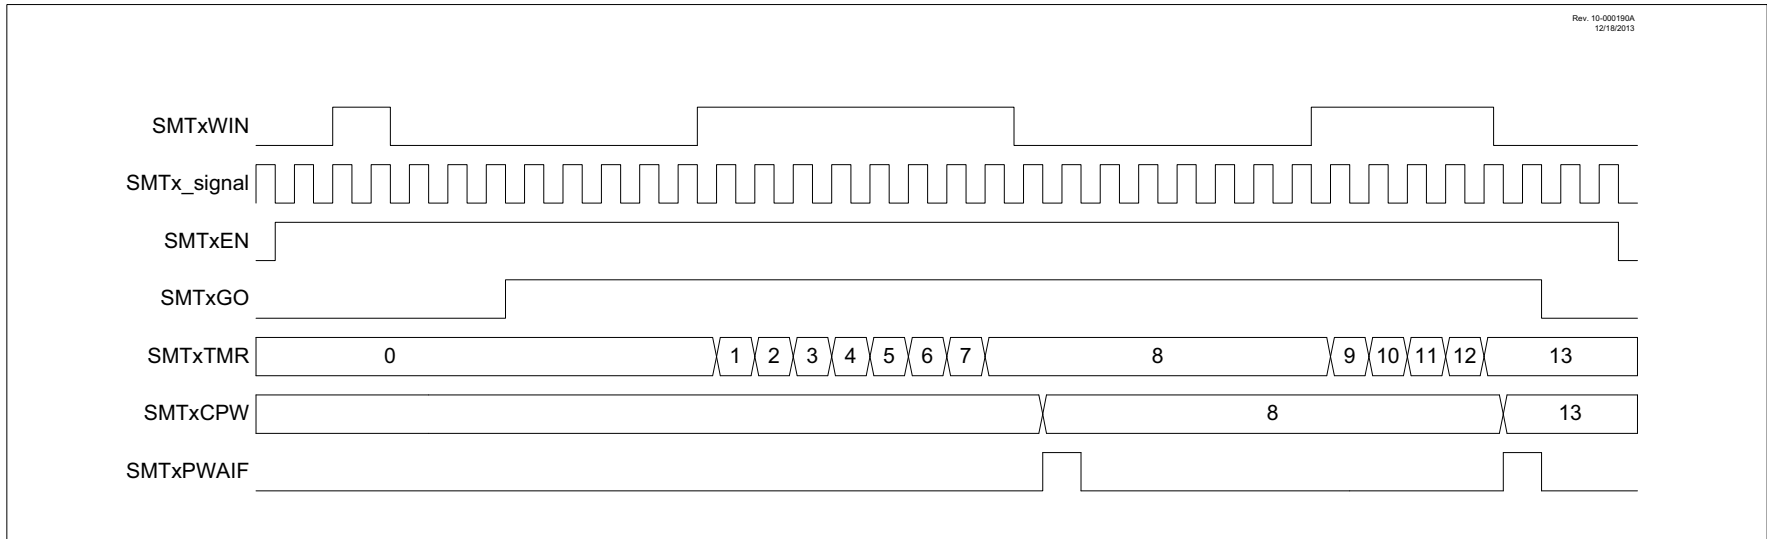 Rev. 10-000190A
12/18/2013
SMTxWIN
SMTx_signal
SMTxEN
SMTxGO
SMTxTMR 0 1 2 3 4 5 6 7 8 9 10 11 12 13
SMTxCPW 8 13
SMTxPWAIF